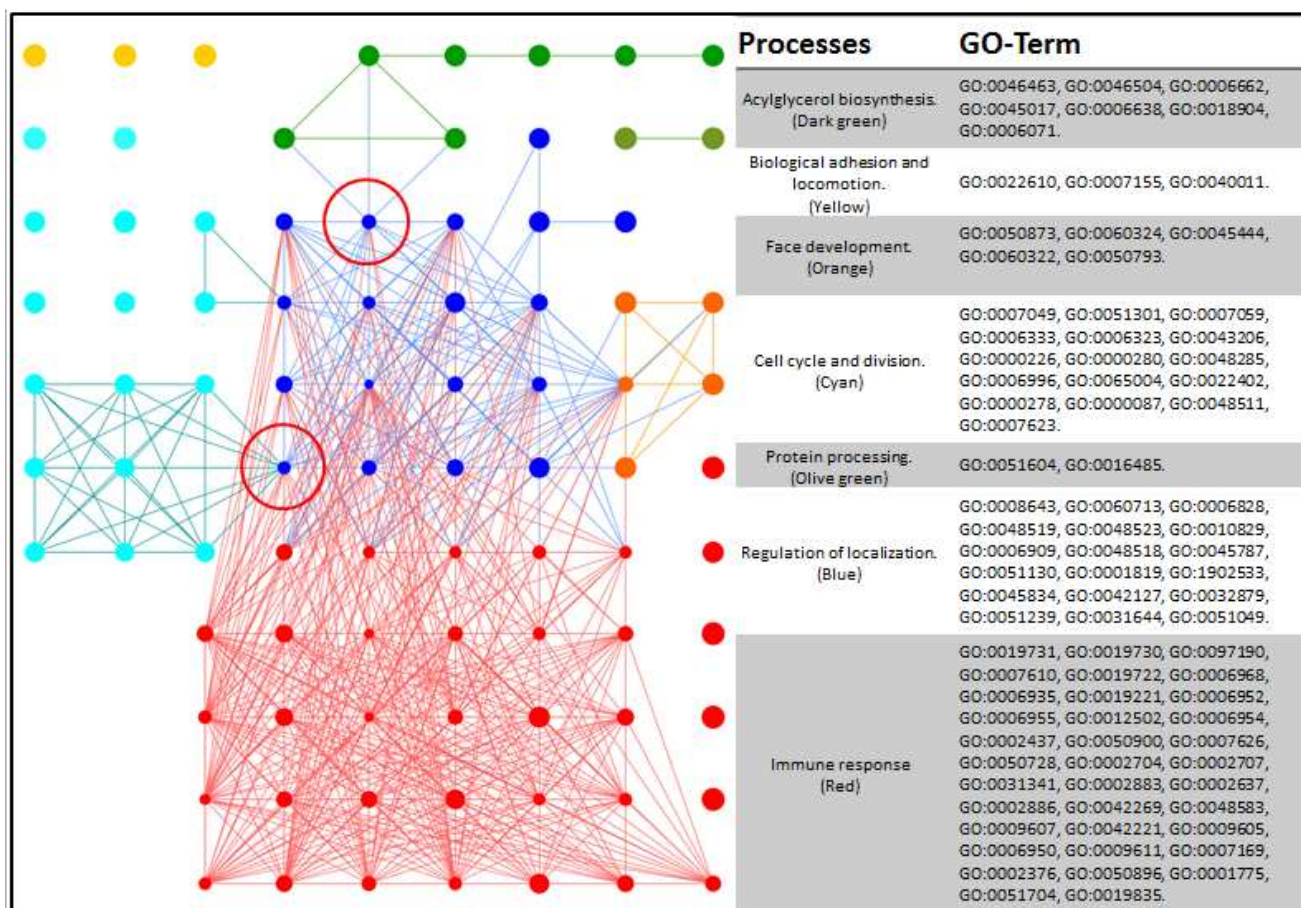 Processes GO-Term
Acylglycerol biosynthesis.
(Dark green)
GO:0046463, GO:0046504, GO:0006662,
GO:0045017, GO:0006638, GO:0018904,
GO:0006071.
Biological adhesion and
locomotion.
(Yellow)
GO:0022610, GO:0007155, GO:0040011.
Face development.
(Orange)
GO:0050873, GO:0060324, GO:0045444,
GO:0060322, GO:0050793.
Cell cycle and division.
(Cyan)
GO:0007049, GO:0051301, GO:0007059,
GO:0006333, GO:0006323, GO:0043206,
GO:0000226, GO:0000280, GO:0048285,
GO:0006996, GO:0065004, GO:0022402,
GO:0000278, GO:0000087, GO:0048511,
GO:0007623.
Protein processing.
(Olive green)
GO:0051604, GO:0016485.
Regulation of localization.
(Blue)
GO:0008643, GO:0060713, GO:0006828,
GO:0048519, GO:0048523, GO:0010829,
GO:0006909, GO:0048518, GO:0045787,
GO:0051130, GO:0001819, GO:1902533,
GO:0045834, GO:0042127, GO:0032879,
GO:0051239, GO:0031644, GO:0051049.
Immune response
(Red)
GO:0019731, GO:0019730, GO:0097190,
GO:0007610, GO:0019722, GO:0006968,
GO:0006935, GO:0019221, GO:0006952,
GO:0006955, GO:0012502, GO:0006954,
GO:0002437, GO:0050900, GO:0007626,
GO:0050728, GO:0002704, GO:0002707,
GO:0031341, GO:0002883, GO:0002637,
GO:0002886, GO:0042269, GO:0048583,
GO:0009607, GO:0042221, GO:0009605,
GO:0006950, GO:0009611, GO:0007169,
GO:0002376, GO:0050896, GO:0001775,
GO:0051704, GO:0019835.